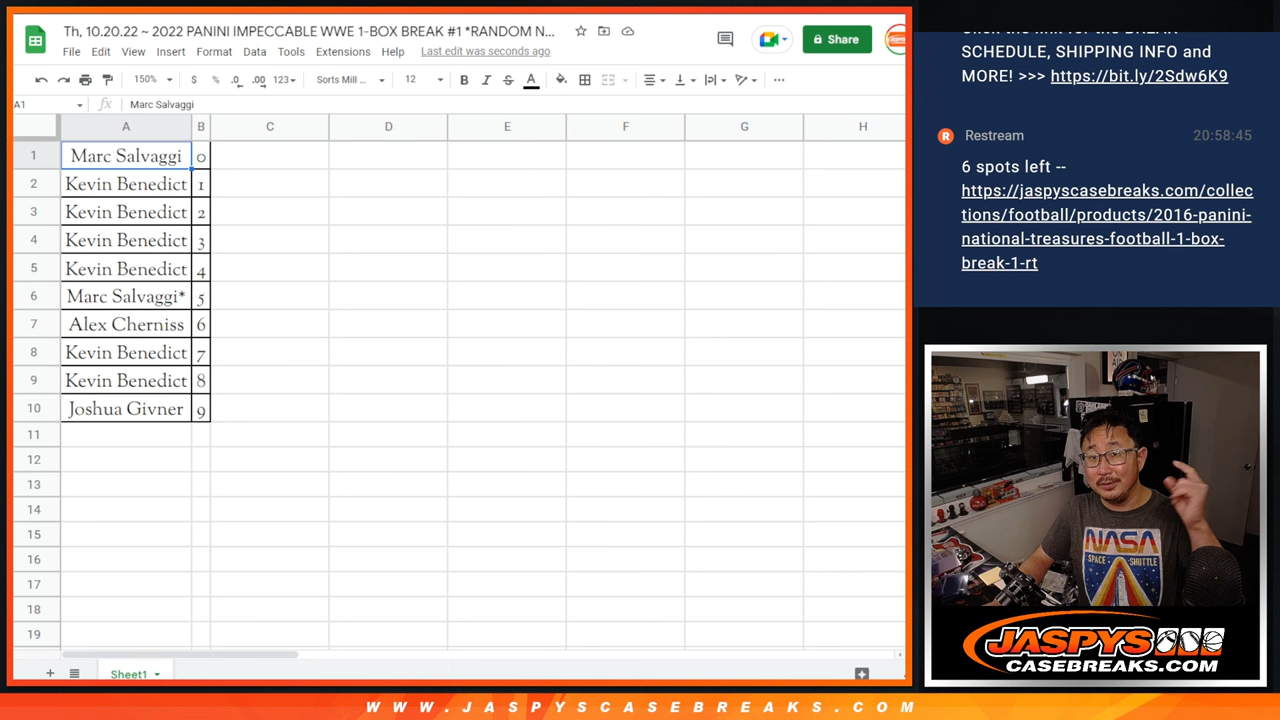 Th, 10.20.22 ~ 2022 PANINI IMPECCABLE WWE 1-BOX BREAK #1 *RANDOM N...
File Edit View Insert Format Data Tools Extensions Help Last edit was seconds ago
Share
150% $ % .0 .00 123 Sorts Mill ... 12 B I S A
A1 fx Marc Salvaggi
A B C D E F G H
1 Marc Salvaggi 0
2 Kevin Benedict 1
3 Kevin Benedict 2
4 Kevin Benedict 3
5 Kevin Benedict 4
6 Marc Salvaggi* 5
7 Alex Cherniss 6
8 Kevin Benedict 7
9 Kevin Benedict 8
10 Joshua Givner 9
11
12
13
14
15
16
17
18
19
+ Sheet1
SCHEDULE, SHIPPING INFO and
MORE! >>> https://bit.ly/2Sdw6K9
R Restream 20:58:45
6 spots left --
https://jaspyscasebreaks.com/collec
tions/football/products/2016-panini-
national-treasures-football-1-box-
break-1-rt
ON
AIR
NASA
SPACE SHUTTLE
JASPYS
CASEBREAKS.COM
WWW.JASPYSCASEBREAKS.COM